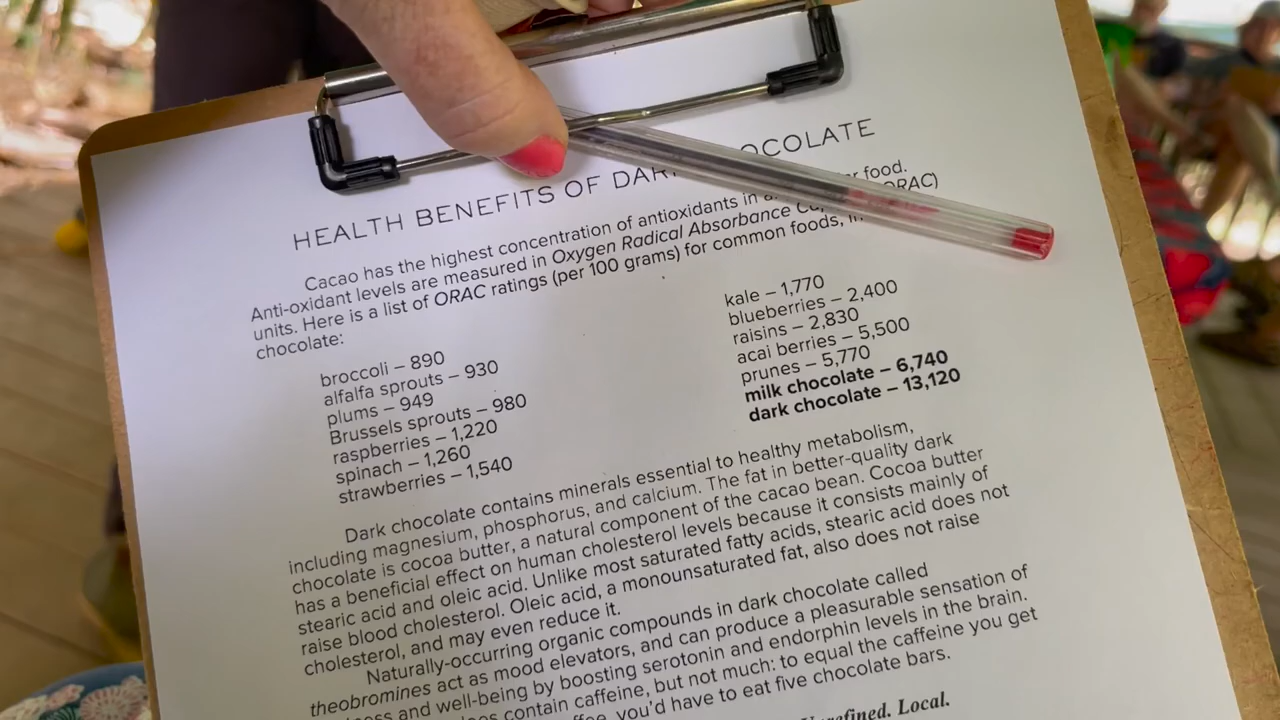 HEALTH BENEFITS OF DARK OCOLATE
Cacao has the highest concentration of antioxidants in food.
Anti-oxidant levels are measured in Oxygen Radical Absorbance (ORAC)
units. Here is a list of ORAC ratings (per 100 grams) for common foods,
chocolate:
broccoli – 890
alfalfa sprouts – 930
plums – 949
Brussels sprouts – 980
raspberries – 1,220
spinach – 1,260
strawberries – 1,540
kale – 1,770
blueberries – 2,400
raisins – 2,830
acai berries – 5,500
prunes – 5,770
milk chocolate – 6,740
dark chocolate – 13,120
Dark chocolate contains minerals essential to healthy metabolism,
including magnesium, phosphorus, and calcium. The fat in better-quality dark
chocolate is cocoa butter, a natural component of the cacao bean. Cocoa butter
has a beneficial effect on human cholesterol levels because it consists mainly of
stearic acid and oleic acid. Unlike most saturated fatty acids, stearic acid does not
raise blood cholesterol. Oleic acid, a monounsaturated fat, also does not raise
cholesterol, and may even reduce it.
Naturally-occurring organic compounds in dark chocolate called
theobromines act as mood elevators, and can produce a pleasurable sensation of
and well-being by boosting serotonin and endorphin levels in the brain.
contain caffeine, but not much: to equal the caffeine you get
you'd have to eat five chocolate bars.
Unrefined. Local.